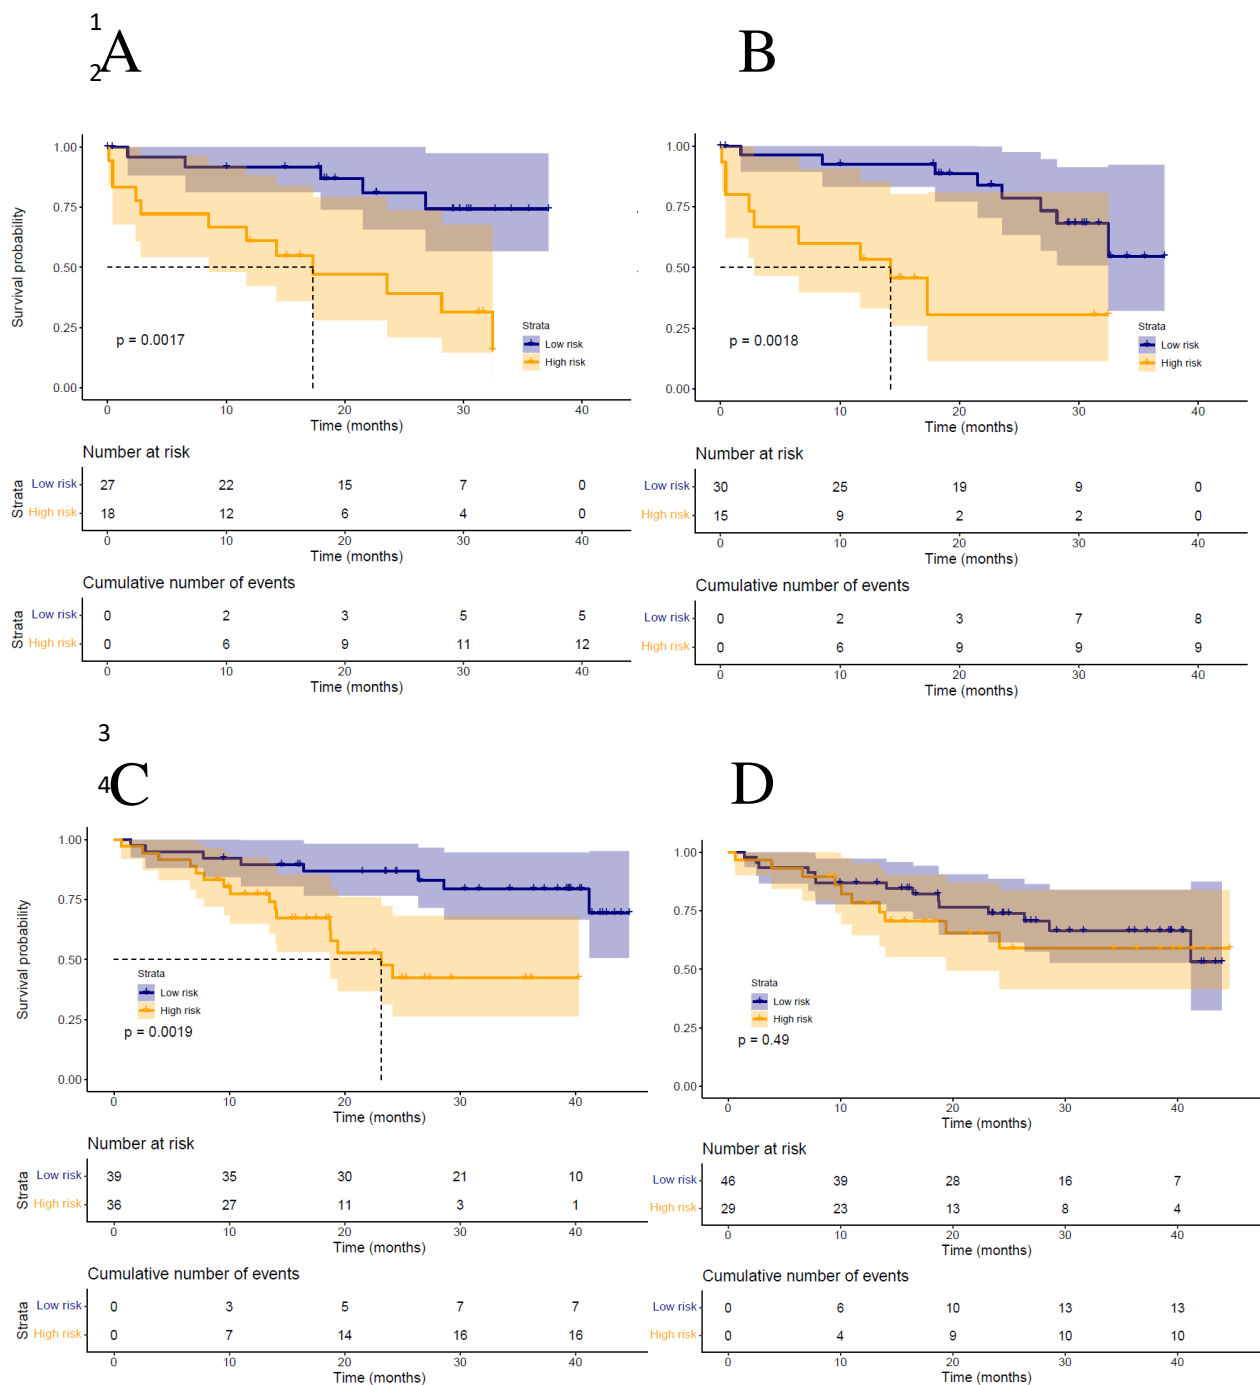 1
2
A
B
1.00
0.75
0.50
0.25
0.00
Survival probability
p = 0.0017
Strata
Low risk
High risk
0 10 20 30 40
Time (months)
Number at risk
Strata
Low risk 27 22 15 7 0
High risk 18 12 6 4 0
0 10 20 30 40
Time (months)
Cumulative number of events
Strata
Low risk 0 2 3 5 5
High risk 0 6 9 11 12
0 10 20 30 40
Time (months)
1.00
0.75
0.50
0.25
0.00
p = 0.0018
Strata
Low risk
High risk
0 10 20 30 40
Time (months)
Number at risk
Low risk 30 25 19 9 0
High risk 15 9 2 2 0
0 10 20 30 40
Time (months)
Cumulative number of events
Low risk 0 2 3 7 8
High risk 0 6 9 9 9
0 10 20 30 40
Time (months)
3
4
C
D
1.00
0.75
0.50
0.25
0.00
Survival probability
Strata
Low risk
High risk
p = 0.0019
0 10 20 30 40
Time (months)
Number at risk
Strata
Low risk 39 35 30 21 10
High risk 36 27 11 3 1
0 10 20 30 40
Time (months)
Cumulative number of events
Strata
Low risk 0 3 5 7 7
High risk 0 7 14 16 16
0 10 20 30 40
Time (months)
1.00
0.75
0.50
0.25
0.00
Strata
Low risk
High risk
p = 0.49
0 10 20 30 40
Time (months)
Number at risk
Low risk 46 39 28 16 7
High risk 29 23 13 8 4
0 10 20 30 40
Time (months)
Cumulative number of events
Low risk 0 6 10 13 13
High risk 0 4 9 10 10
0 10 20 30 40
Time (months)